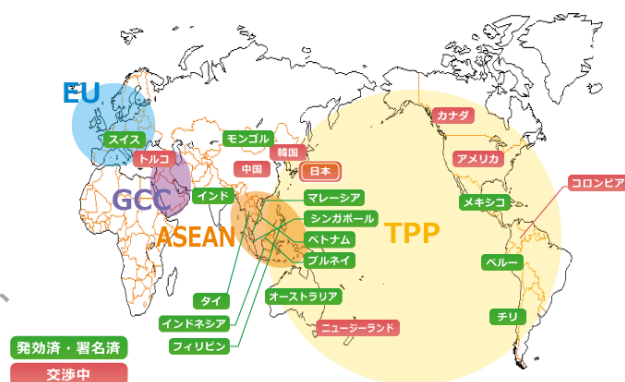 EU
スイス
トルコ
GCC
モンゴル
韓国
中国
日本
インド
ASEAN
マレーシア
シンガポール
ベトナム
ブルネイ
タイ
インドネシア
フィリピン
オーストラリア
ニュージーランド
TPP
カナダ
アメリカ
メキシコ
コロンビア
ペルー
チリ
発効済・署名済
交渉中